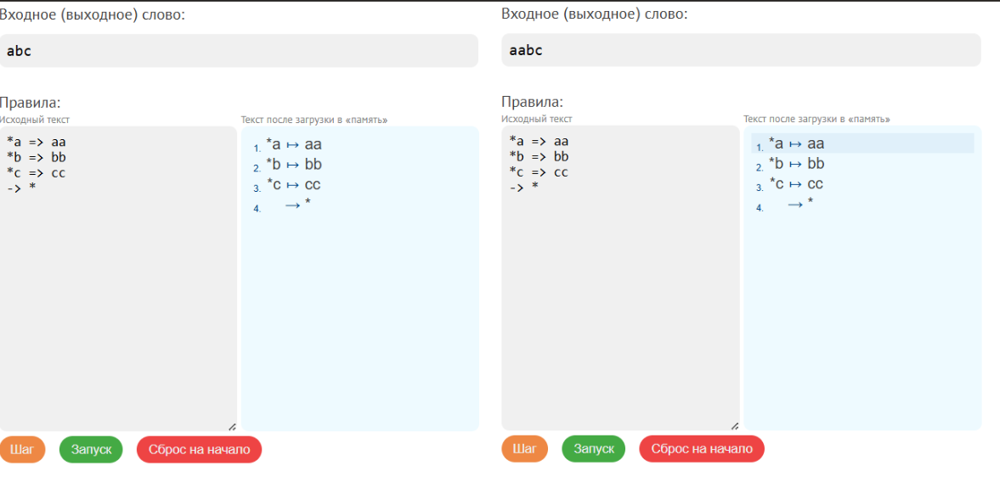 Входное (выходное) слово:
abc
Правила:
Исходный текст
*a => aa
*b => bb
*c => cc
-> *
Текст после загрузки в «память»
1. *a ↦ aa
2. *b ↦ bb
3. *c ↦ cc
4. → *
Шаг Запуск Сброс на начало
Входное (выходное) слово:
aabc
Правила:
Исходный текст
*a => aa
*b => bb
*c => cc
-> *
Текст после загрузки в «память»
1. *a ↦ aa
2. *b ↦ bb
3. *c ↦ cc
4. → *
Шаг Запуск Сброс на начало